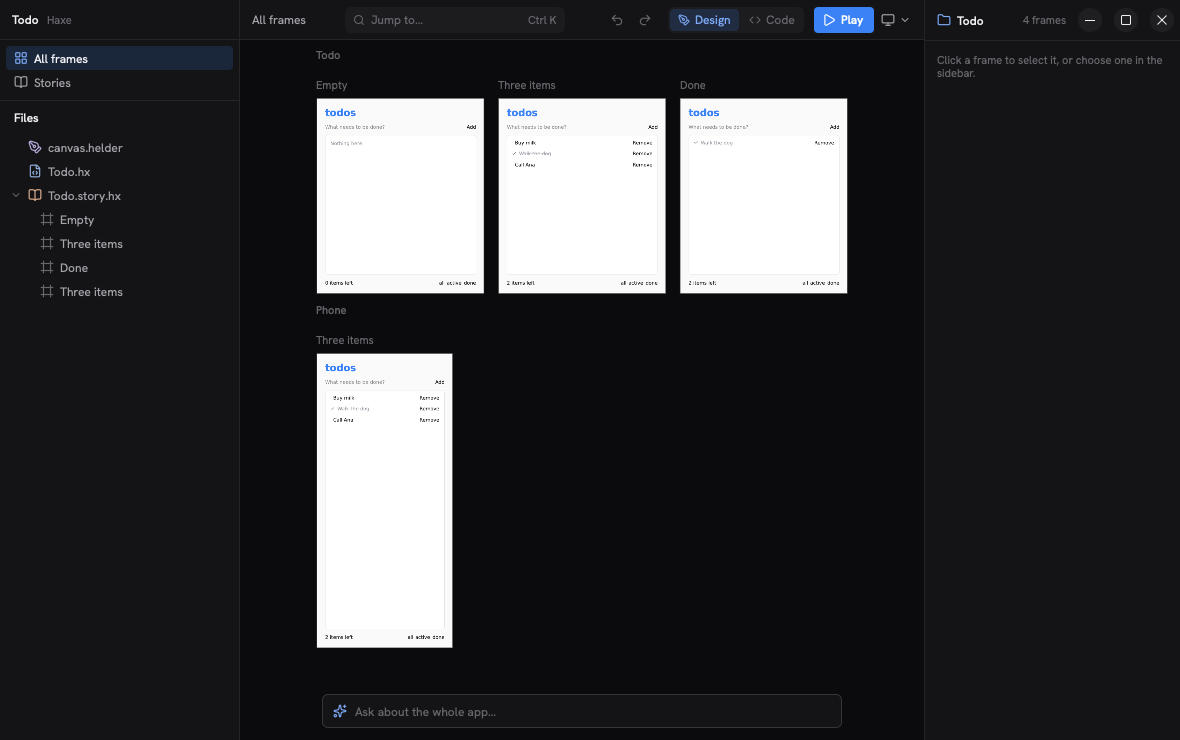 Todo Haxe
All frames
Jump to...
Ctrl K
Design
Code
Play
Todo
4 frames
All frames
Stories
Files
canvas.helder
Todo.hx
Todo.story.hx
Empty
Three items
Done
Three items
Click a frame to select it, or choose one in the
sidebar.
Todo
Empty
todos
What needs to be done?
Add
Nothing here
0 items left
all active done
Three items
todos
What needs to be done?
Add
Buy milk
Remove
✓ Walk the dog
Remove
Call Ana
Remove
2 items left
all active done
Done
todos
What needs to be done?
Add
✓ Walk the dog
Remove
2 items left
all active done
Phone
Three items
todos
What needs to be done?
Add
Buy milk
Remove
✓ Walk the dog
Remove
Call Ana
Remove
2 items left
all active done
Ask about the whole app...